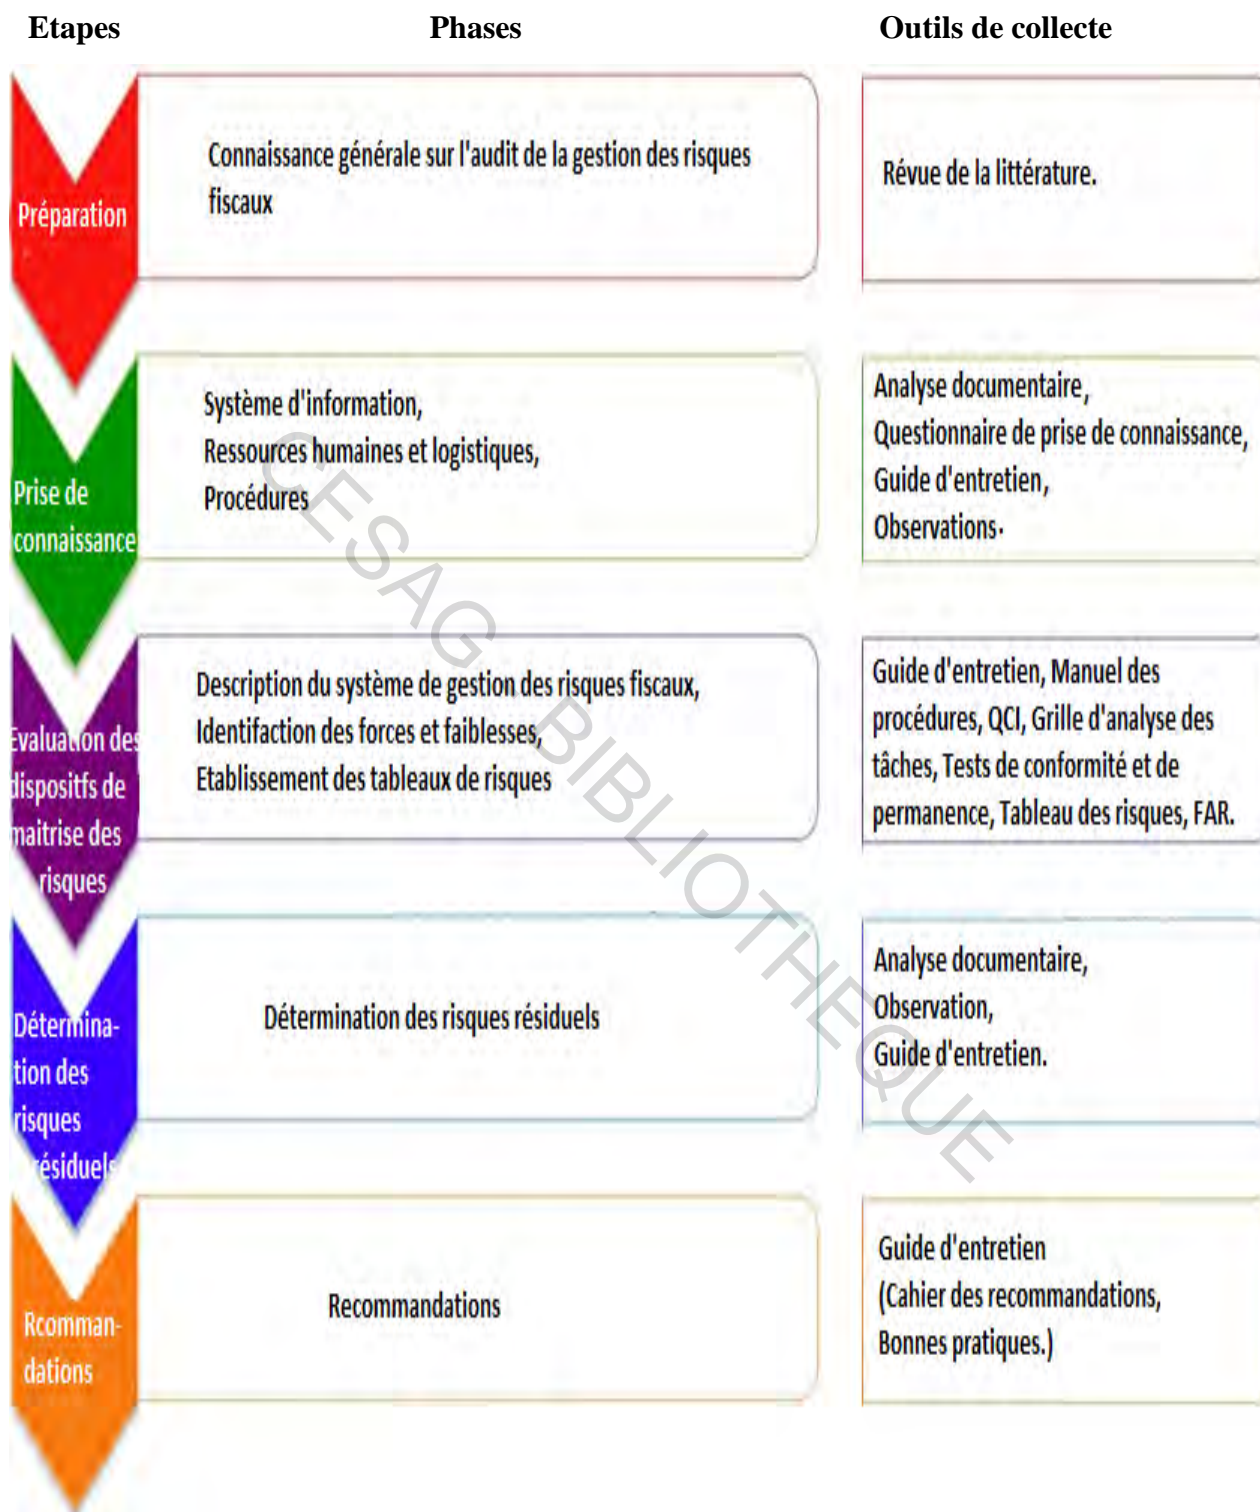 Etapes Phases Outils de collecte
Préparation
Connaissance générale sur l'audit de la gestion des risques
fiscaux
Révue de la littérature.
Prise de
connaissance
Système d'information,
Ressources humaines et logistiques,
Procédures
Analyse documentaire,
Questionnaire de prise de connaissance,
Guide d'entretien,
Observations.
Evaluation des
dispositfs de
maitrise des
risques
Description du système de gestion des risques fiscaux,
Identifaction des forces et faiblesses,
Etablissement des tableaux de risques
Guide d'entretien, Manuel des
procédures, QCI, Grille d'analyse des
tâches, Tests de conformité et de
permanence, Tableau des risques, FAR.
Détermina-
tion des
risques
résiduels
Détermination des risques résiduels
Analyse documentaire,
Observation,
Guide d'entretien.
Rcomman-
dations
Recommandations
Guide d'entretien
(Cahier des recommandations,
Bonnes pratiques.)
CESAG BIBLIOTHEQUE